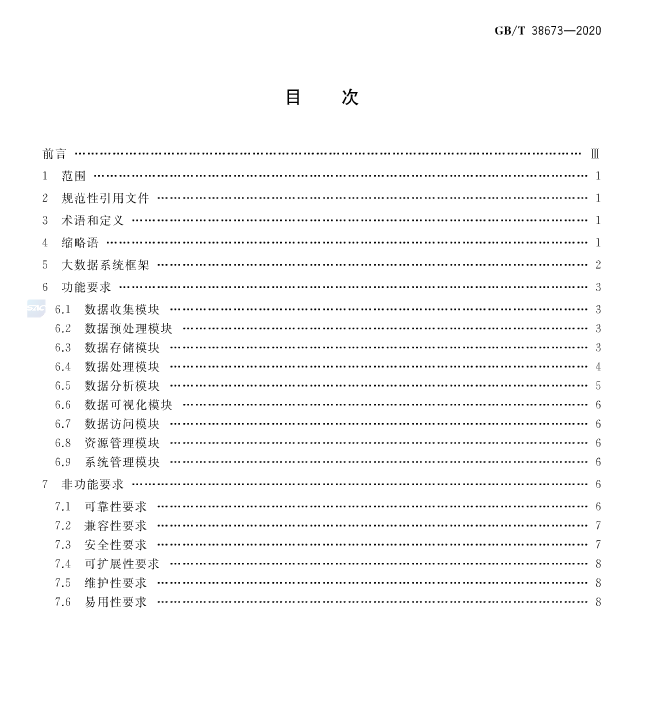 GB/T 38673—2020
目 次
前言 ………………………………………………………………………………………… Ⅲ
1 范围 ……………………………………………………………………………………… 1
2 规范性引用文件 ………………………………………………………………………… 1
3 术语和定义 ……………………………………………………………………………… 1
4 缩略语 …………………………………………………………………………………… 1
5 大数据系统框架 ………………………………………………………………………… 2
6 功能要求 ………………………………………………………………………………… 3
6.1 数据收集模块 ………………………………………………………………………… 3
6.2 数据预处理模块 ……………………………………………………………………… 3
6.3 数据存储模块 ………………………………………………………………………… 3
6.4 数据处理模块 ………………………………………………………………………… 4
6.5 数据分析模块 ………………………………………………………………………… 5
6.6 数据可视化模块 ……………………………………………………………………… 6
6.7 数据访问模块 ………………………………………………………………………… 6
6.8 资源管理模块 ………………………………………………………………………… 6
6.9 系统管理模块 ………………………………………………………………………… 6
7 非功能要求 ……………………………………………………………………………… 6
7.1 可靠性要求 …………………………………………………………………………… 6
7.2 兼容性要求 …………………………………………………………………………… 7
7.3 安全性要求 …………………………………………………………………………… 7
7.4 可扩展性要求 ………………………………………………………………………… 8
7.5 维护性要求 …………………………………………………………………………… 8
7.6 易用性要求 …………………………………………………………………………… 8